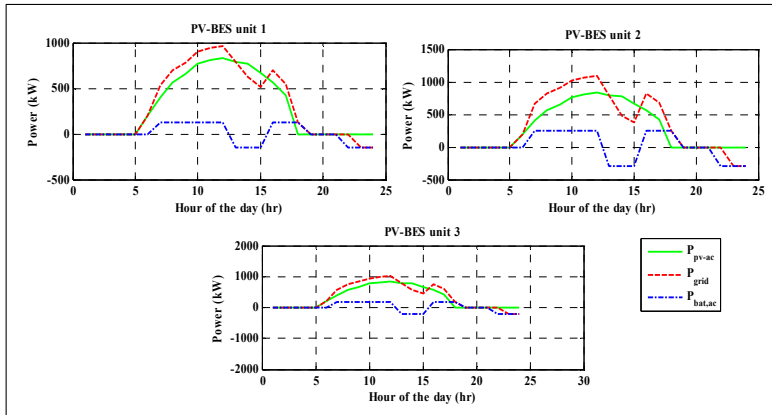 PV-BES unit 1
1000
500
0
-500
0
5
10
15
20
25
Power (kW)
Hour of the day (hr)
PV-BES unit 2
1500
1000
500
0
-500
0
5
10
15
20
25
Power (kW)
Hour of the day (hr)
PV-BES unit 3
2000
1000
0
-1000
-2000
0
5
10
15
20
25
30
Power (kW)
Hour of the day (hr)
P_pv-ac
P_grid
P_bat,ac